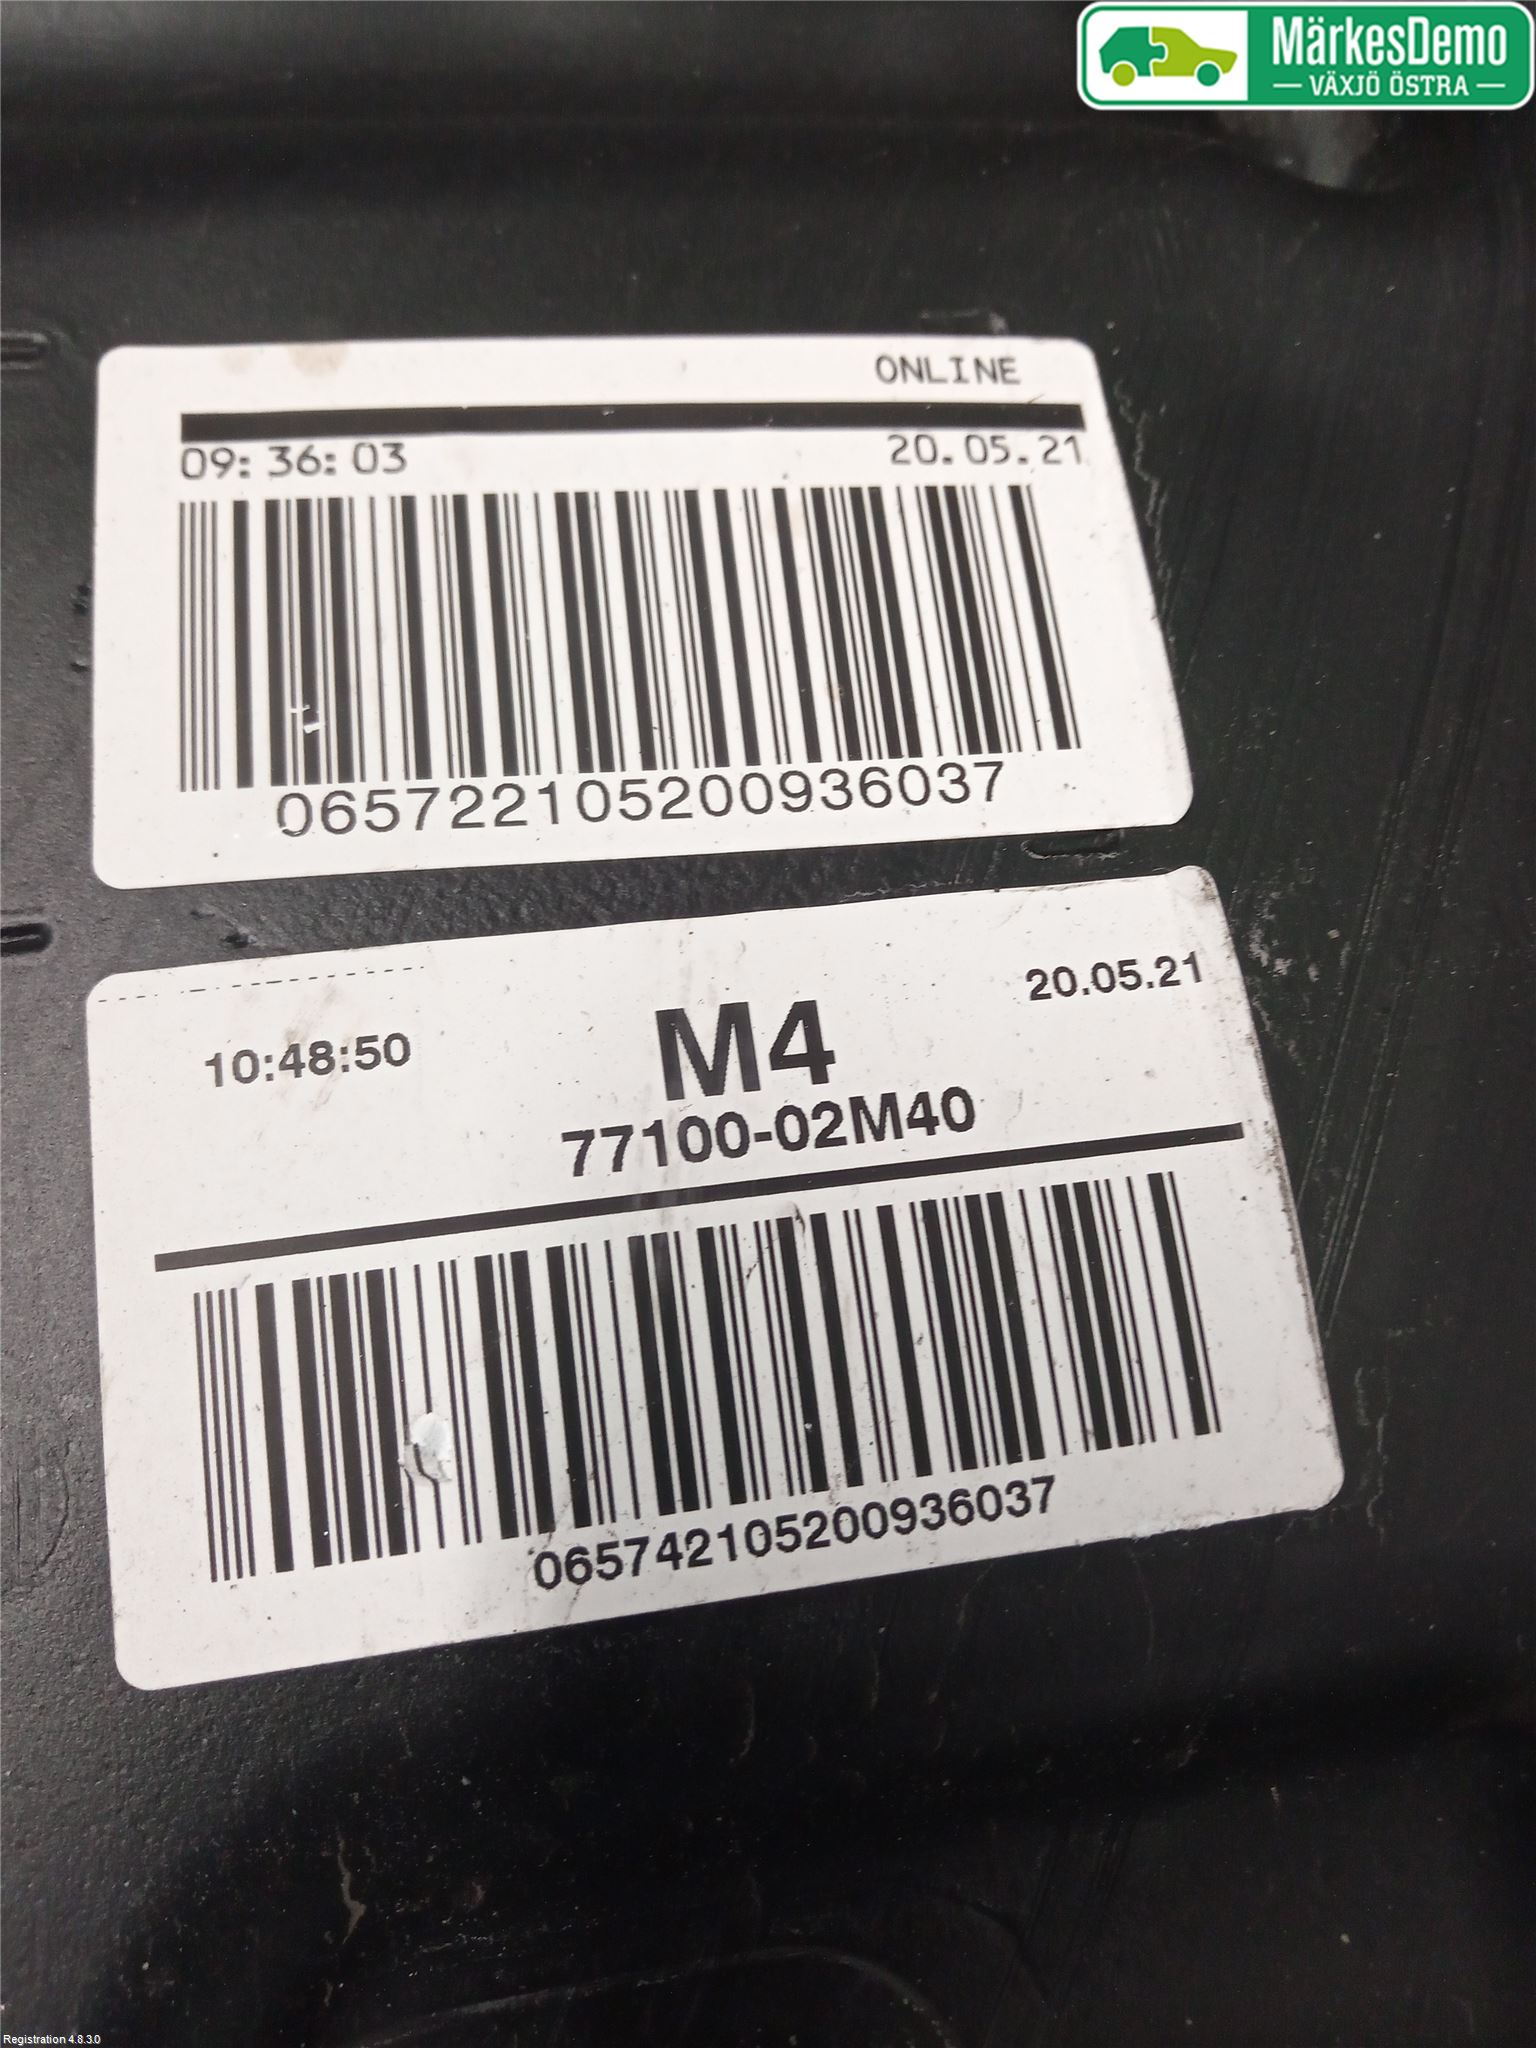 MärkesDemo
VÄXJÖ ÖSTRA
ONLINE
09:36:03 20.05.21
065722105200936037
20.05.21
10:48:50 M4
77100-02M40
065742105200936037
Registration 4.8.3.0